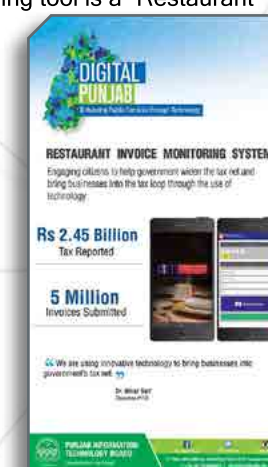 ing tool is a "Restaurant
DIGITAL
PUNJAB
RESTAURANT INVOICE MONITORING SYSTEM
Engaging citizens to help government widen the tax net and
bring businesses into the tax loop through the use of
technology
Rs 2.45 Billion
Tax Reported
5 Million
Invoices Submitted
We are using innovative technology to bring businesses into
government's tax net.
PUNJAB INFORMATION
TECHNOLOGY BOARD